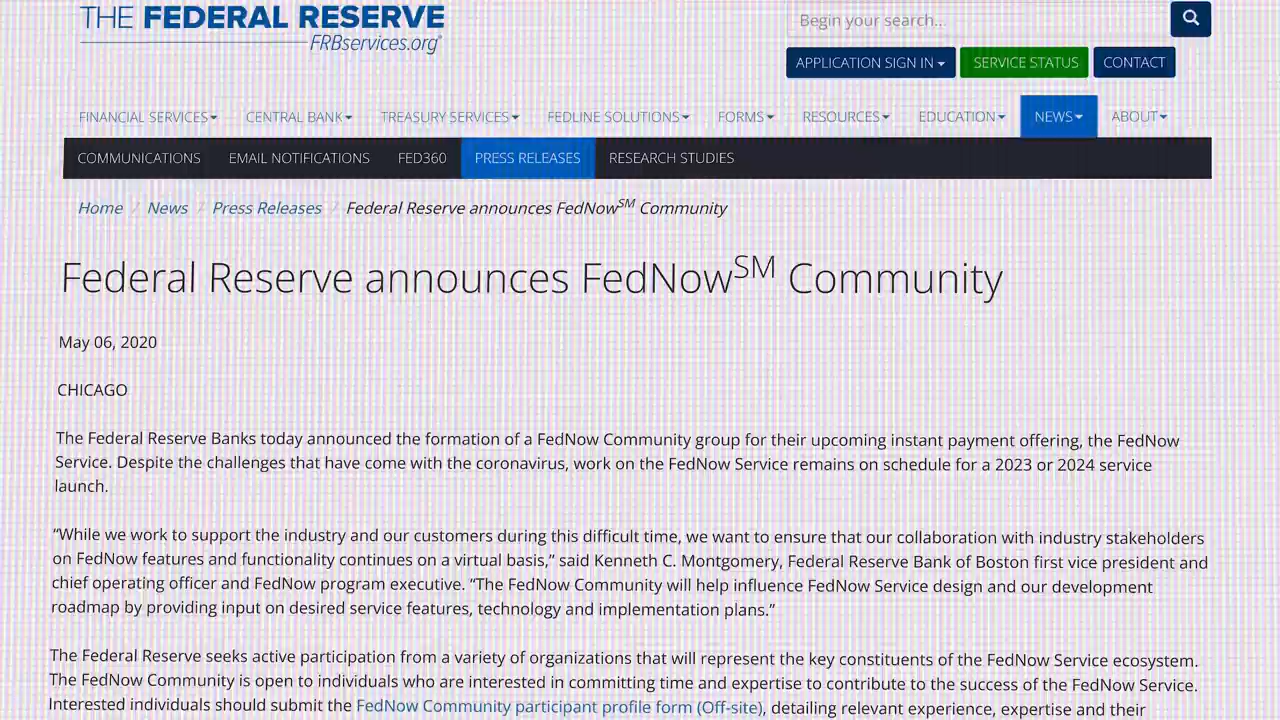 THE FEDERAL RESERVE
FRBservices.org®
Begin your search...
APPLICATION SIGN IN
SERVICE STATUS
CONTACT
FINANCIAL SERVICES CENTRAL BANK TREASURY SERVICES FEDLINE SOLUTIONS FORMS RESOURCES EDUCATION NEWS ABOUT
COMMUNICATIONS EMAIL NOTIFICATIONS FED360 PRESS RELEASES RESEARCH STUDIES
Home / News / Press Releases / Federal Reserve announces FedNowSM Community
Federal Reserve announces FedNowSM Community
May 06, 2020
CHICAGO
The Federal Reserve Banks today announced the formation of a FedNow Community group for their upcoming instant payment offering, the FedNow
Service. Despite the challenges that have come with the coronavirus, work on the FedNow Service remains on schedule for a 2023 or 2024 service
launch.
“While we work to support the industry and our customers during this difficult time, we want to ensure that our collaboration with industry stakeholders
on FedNow features and functionality continues on a virtual basis,” said Kenneth C. Montgomery, Federal Reserve Bank of Boston first vice president and
chief operating officer and FedNow program executive. “The FedNow Community will help influence FedNow Service design and our development
roadmap by providing input on desired service features, technology and implementation plans.”
The Federal Reserve seeks active participation from a variety of organizations that will represent the key constituents of the FedNow Service ecosystem.
The FedNow Community is open to individuals who are interested in committing time and expertise to contribute to the success of the FedNow Service.
Interested individuals should submit the FedNow Community participant profile form (Off-site), detailing relevant experience, expertise and their